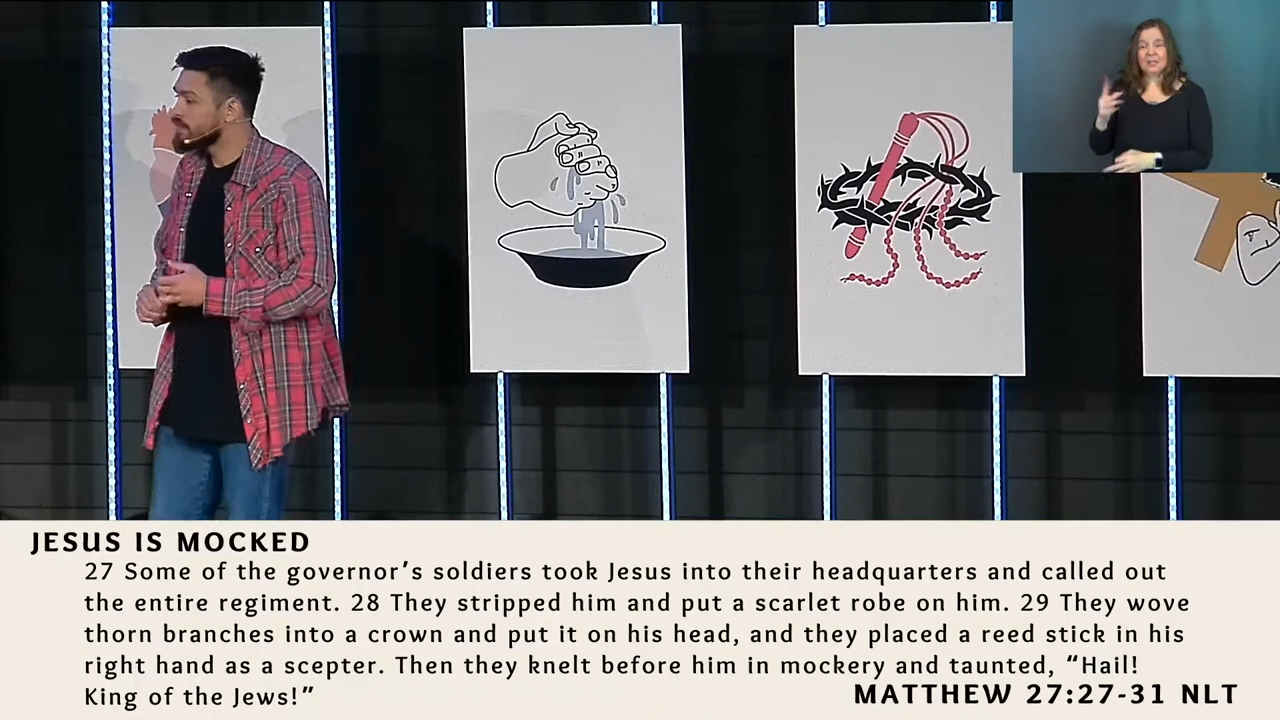 JESUS IS MOCKED
27 Some of the governor's soldiers took Jesus into their headquarters and called out
the entire regiment. 28 They stripped him and put a scarlet robe on him. 29 They wove
thorn branches into a crown and put it on his head, and they placed a reed stick in his
right hand as a scepter. Then they knelt before him in mockery and taunted, “Hail!
King of the Jews!”
MATTHEW 27:27-31 NLT